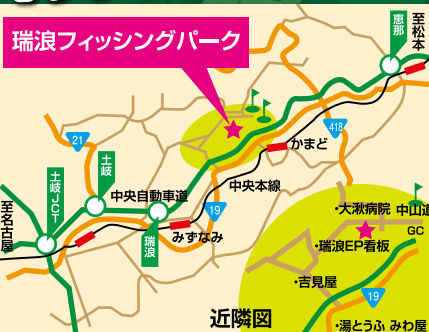 瑞浪フィッシングパーク
至松本
恵那
21
418
かまど
土岐JCT
土岐
中央自動車道
中央本線
19
至名古屋
瑞浪
みずなみ
・大湫病院
中山道
GC
・瑞浪EP看板
・吉見屋
19
近隣図
・湯とうふ みわ屋